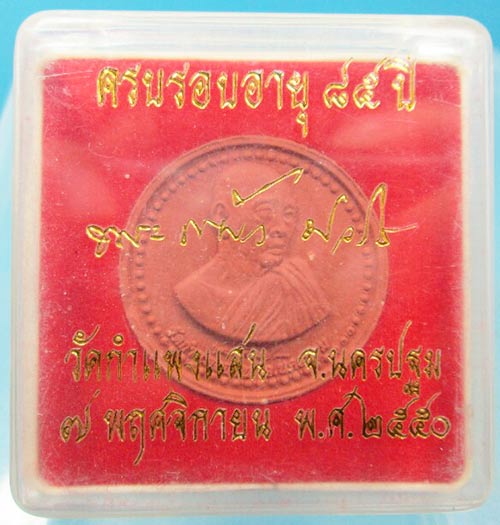 ครบรอบอายุ ๘๕ ปี
วัดกำแพงแสน จ.นครปฐม
๗ พฤศจิกายน พ.ศ.๒๕๕๐